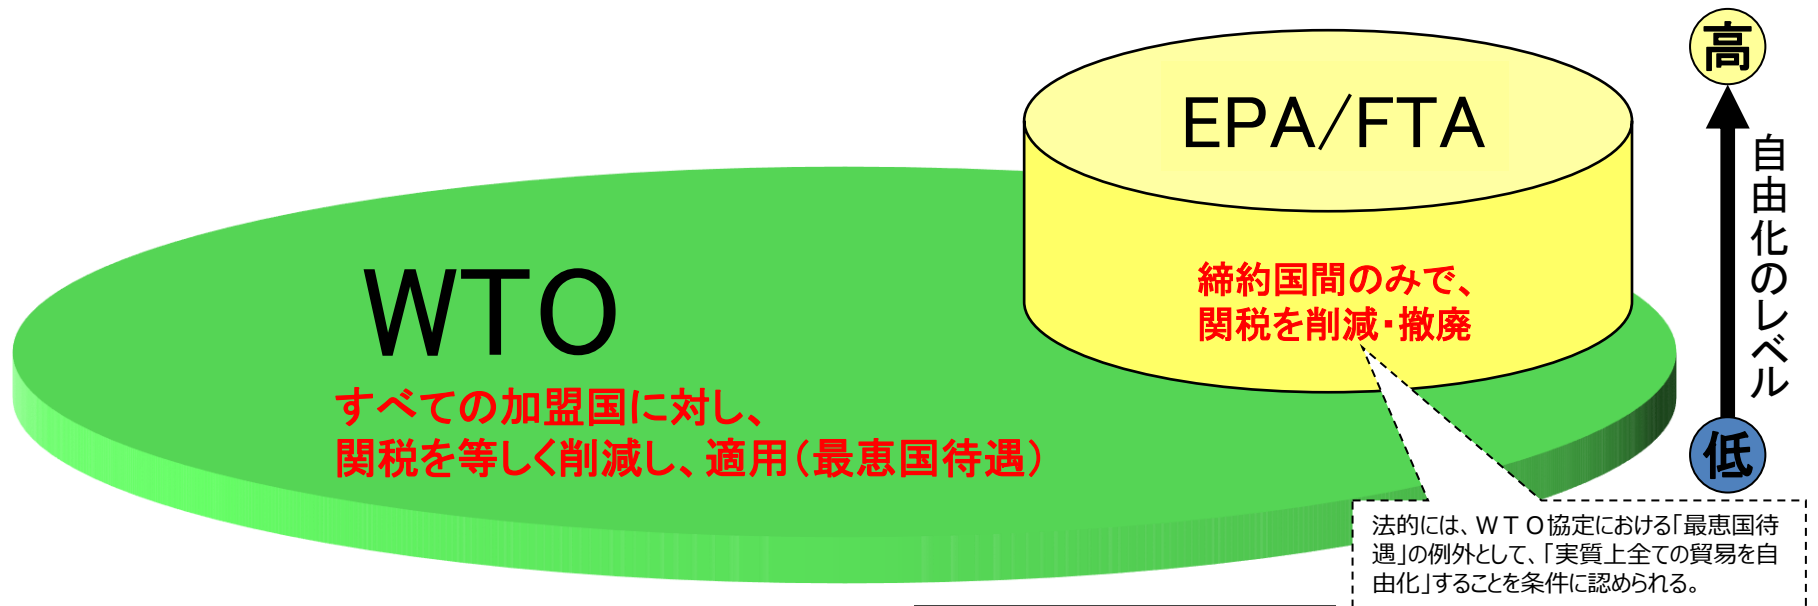 WTO
すべての加盟国に対し、
関税を等しく削減し、適用(最恵国待遇)
EPA/FTA
締約国間のみで、
関税を削減・撤廃
高
自由化のレベル
低
法的には、WTO協定における「最恵国待
遇」の例外として、「実質上全ての貿易を自
由化」することを条件に認められる。